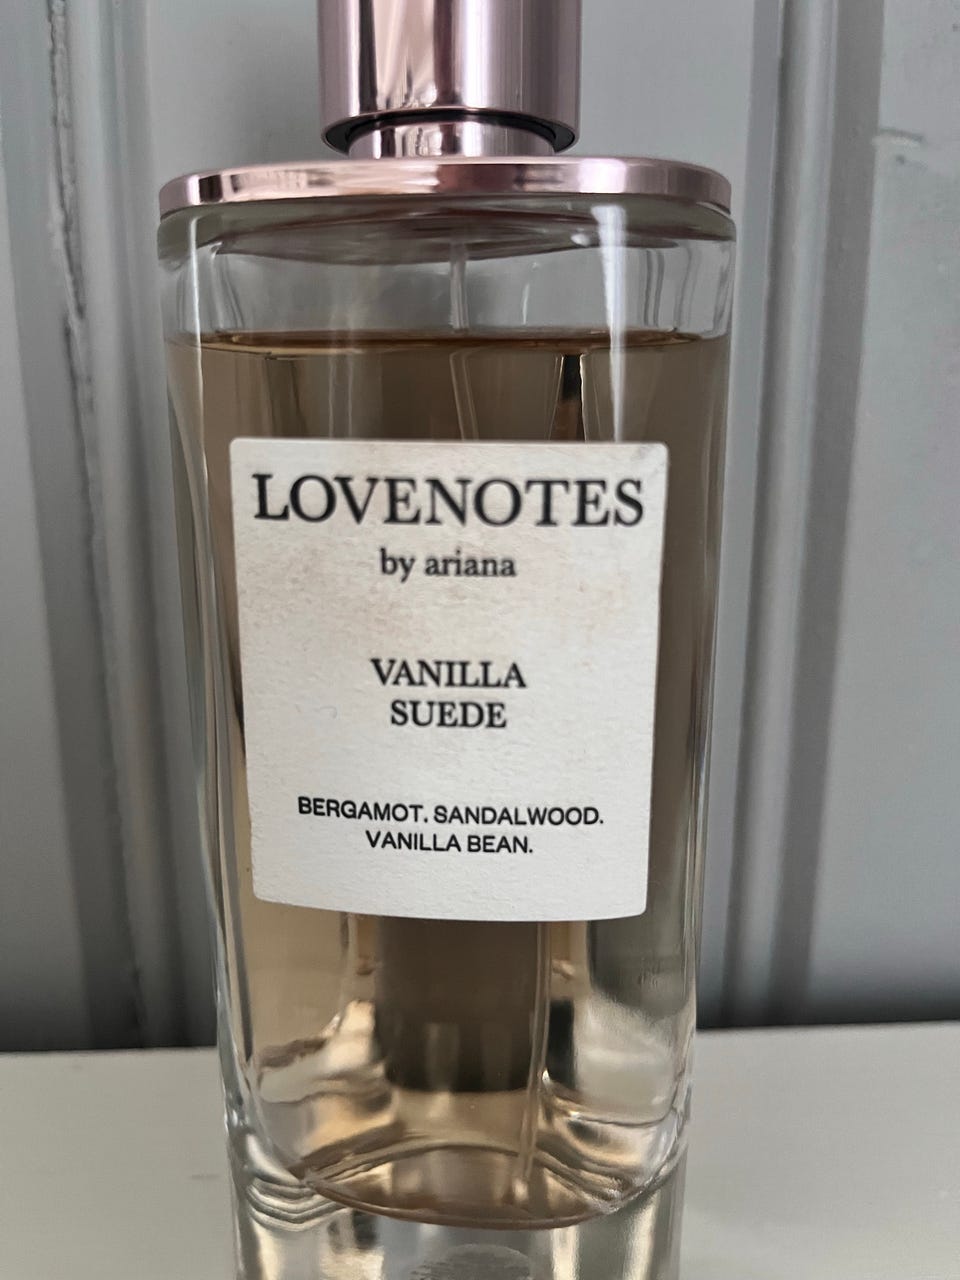 LOVENOTES
by ariana
VANILLA
SUEDE
BERGAMOT. SANDALWOOD.
VANILLA BEAN.